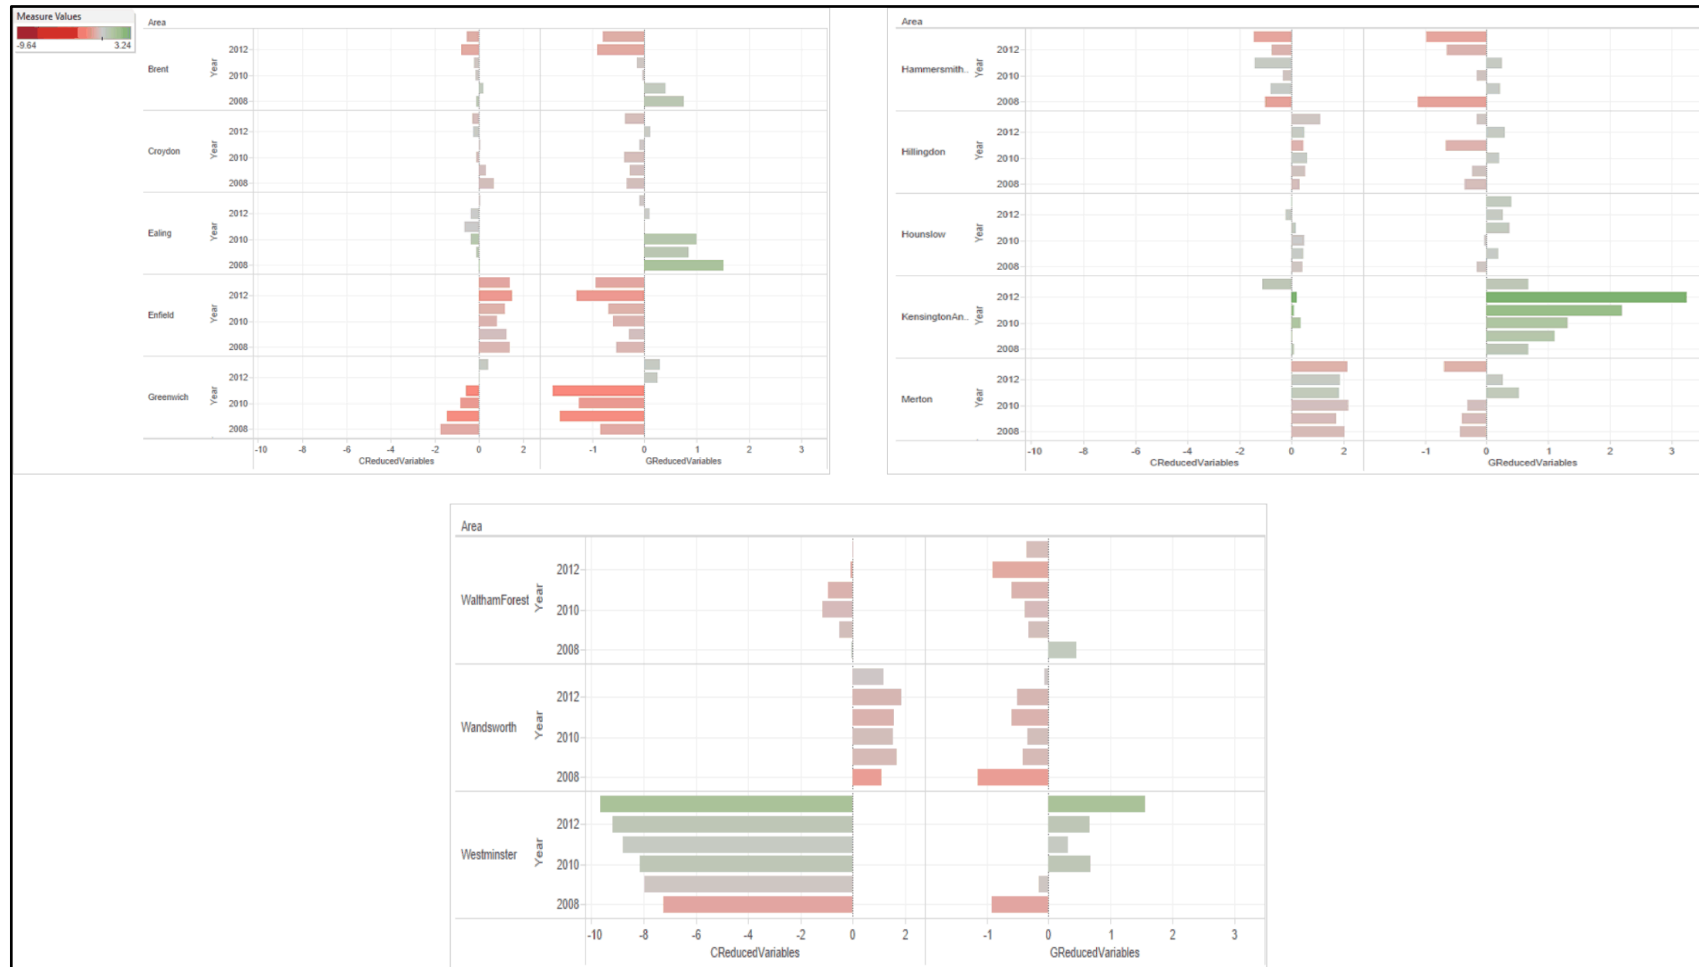 Measure Values
-9.64 3.24
Area
Brent Year 2012 2010 2008
Croydon Year 2012 2010 2008
Ealing Year 2012 2010 2008
Enfield Year 2012 2010 2008
Greenwich Year 2012 2010 2008
-10 -8 -6 -4 -2 0 2 -1 0 1 2 3
CReducedVariables GReducedVariables
Area
Hammersmith.. Year 2012 2010 2008
Hillingdon Year 2012 2010 2008
Hounslow Year 2012 2010 2008
KensingtonAn.. Year 2012 2010 2008
Merton Year 2012 2010 2008
-10 -8 -6 -4 -2 0 2 -1 0 1 2 3
CReducedVariables GReducedVariables
Area
WalthamForest Year 2012 2010 2008
Wandsworth Year 2012 2010 2008
Westminster Year 2012 2010 2008
-10 -8 -6 -4 -2 0 2 -1 0 1 2 3
CReducedVariables GReducedVariables